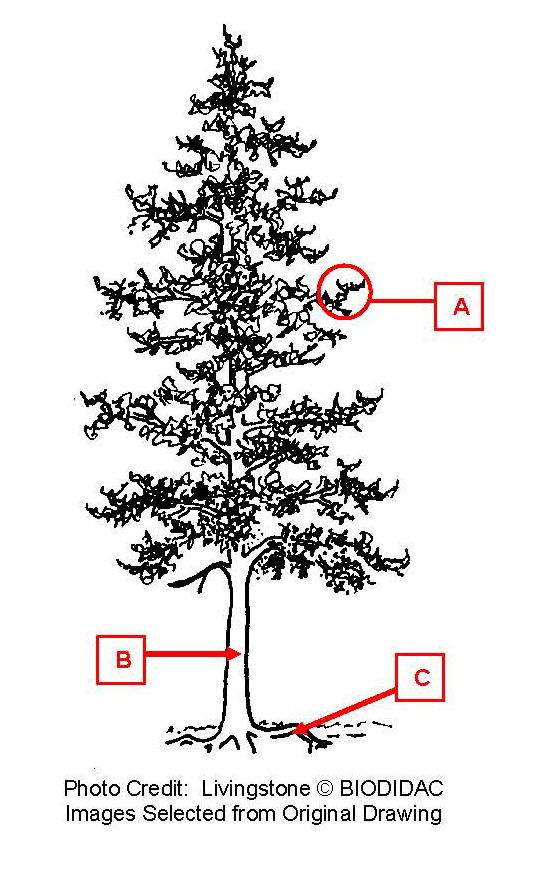 A
B
C
Photo Credit:  Livingstone © BIODIDAC
Images Selected from Original Drawing